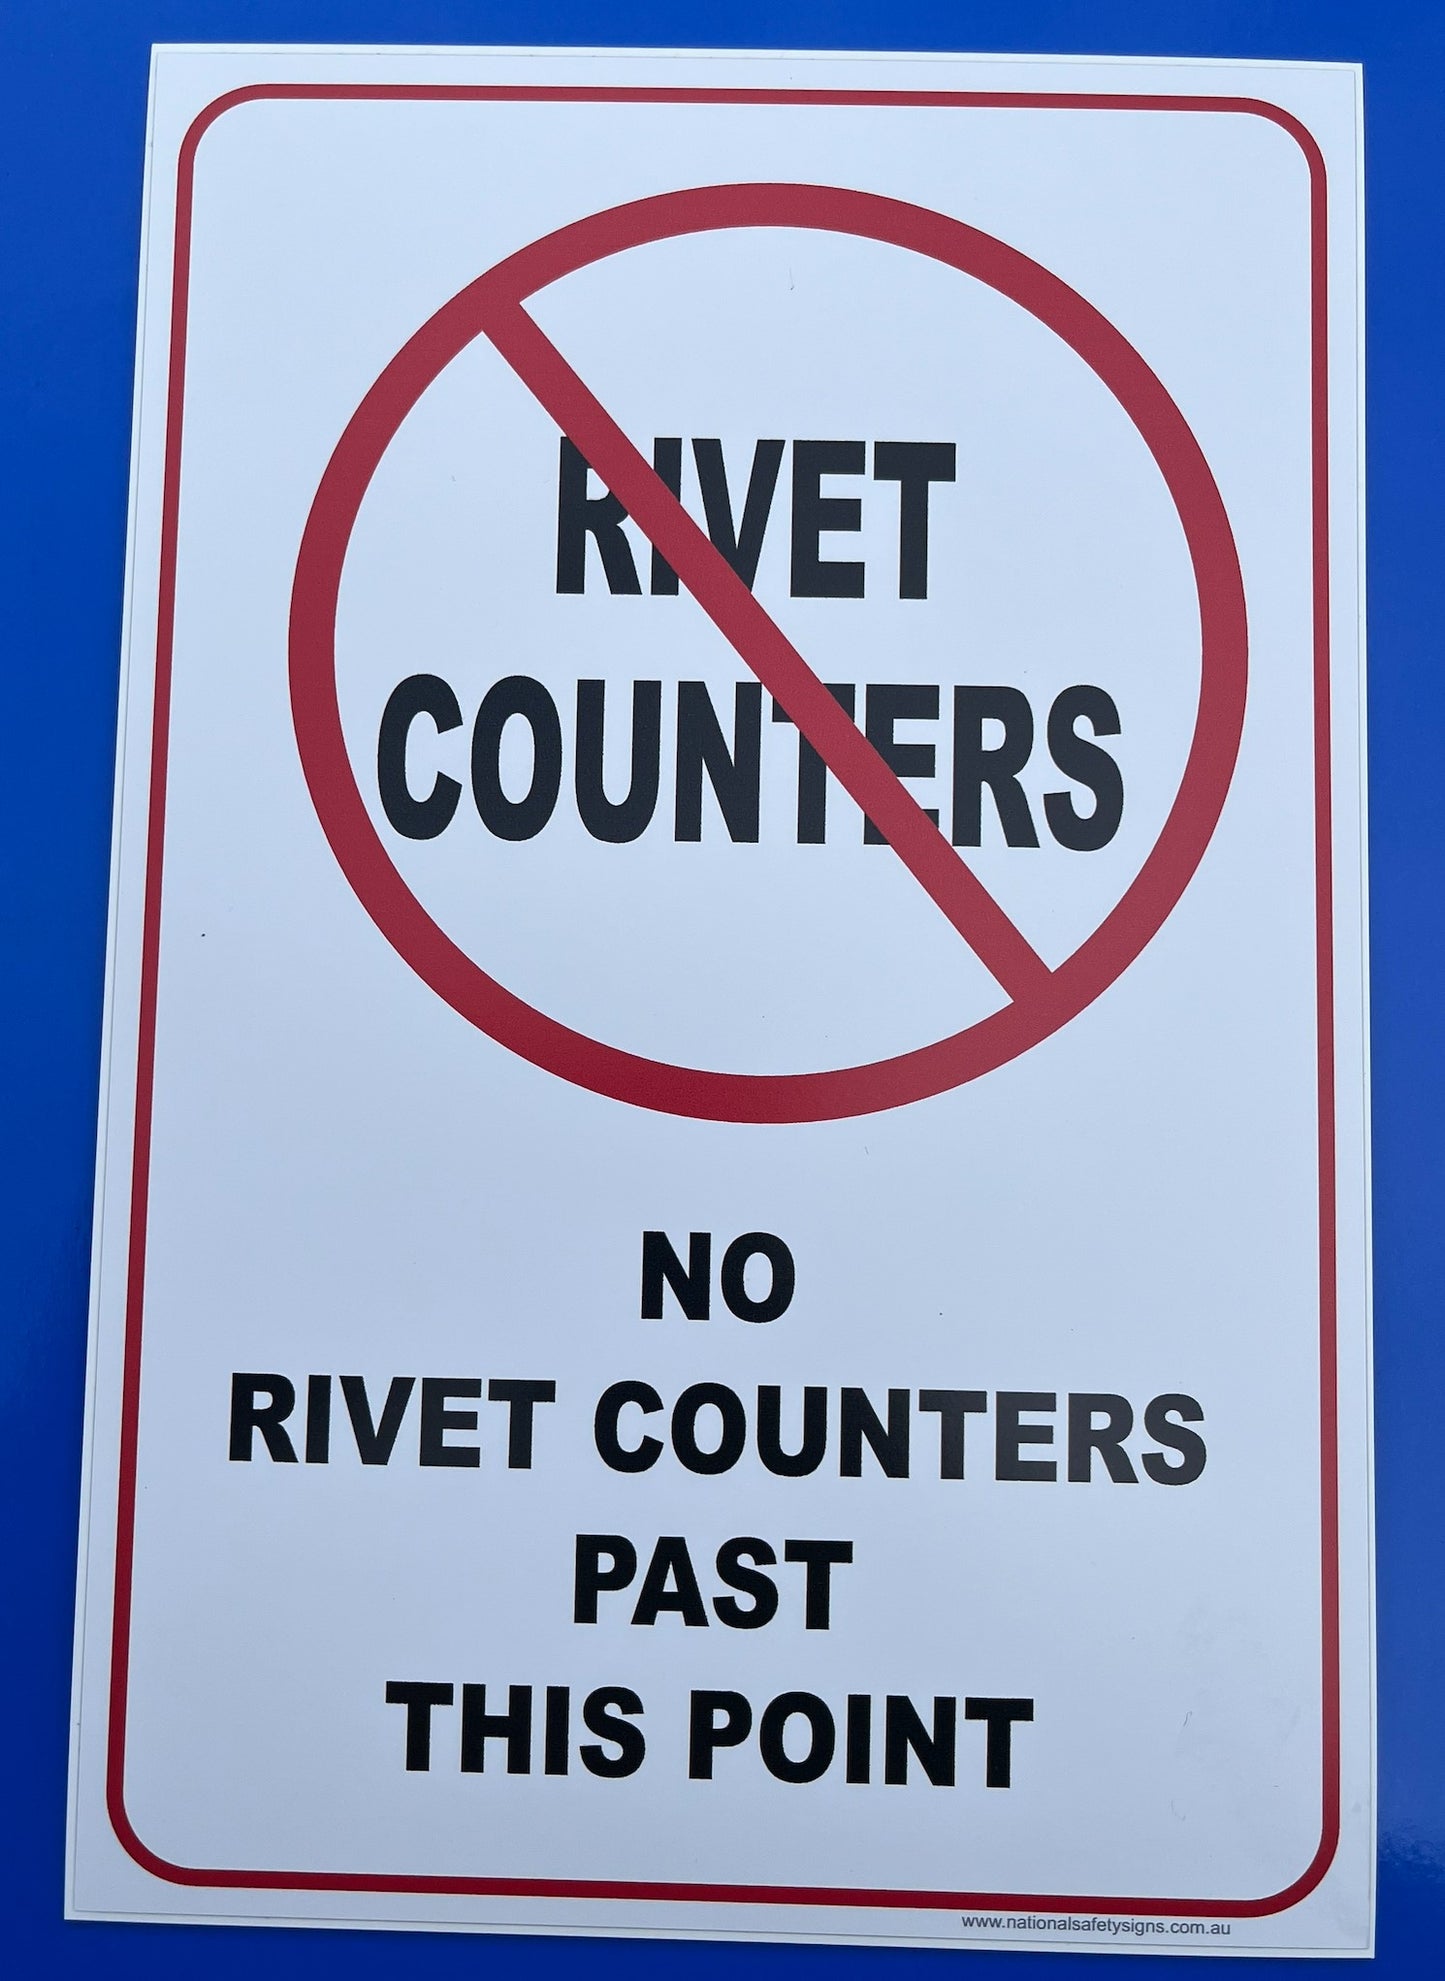 RIVET
COUNTERS
NO
RIVET COUNTERS
PAST
THIS POINT
www.nationalsafetysigns.com.au